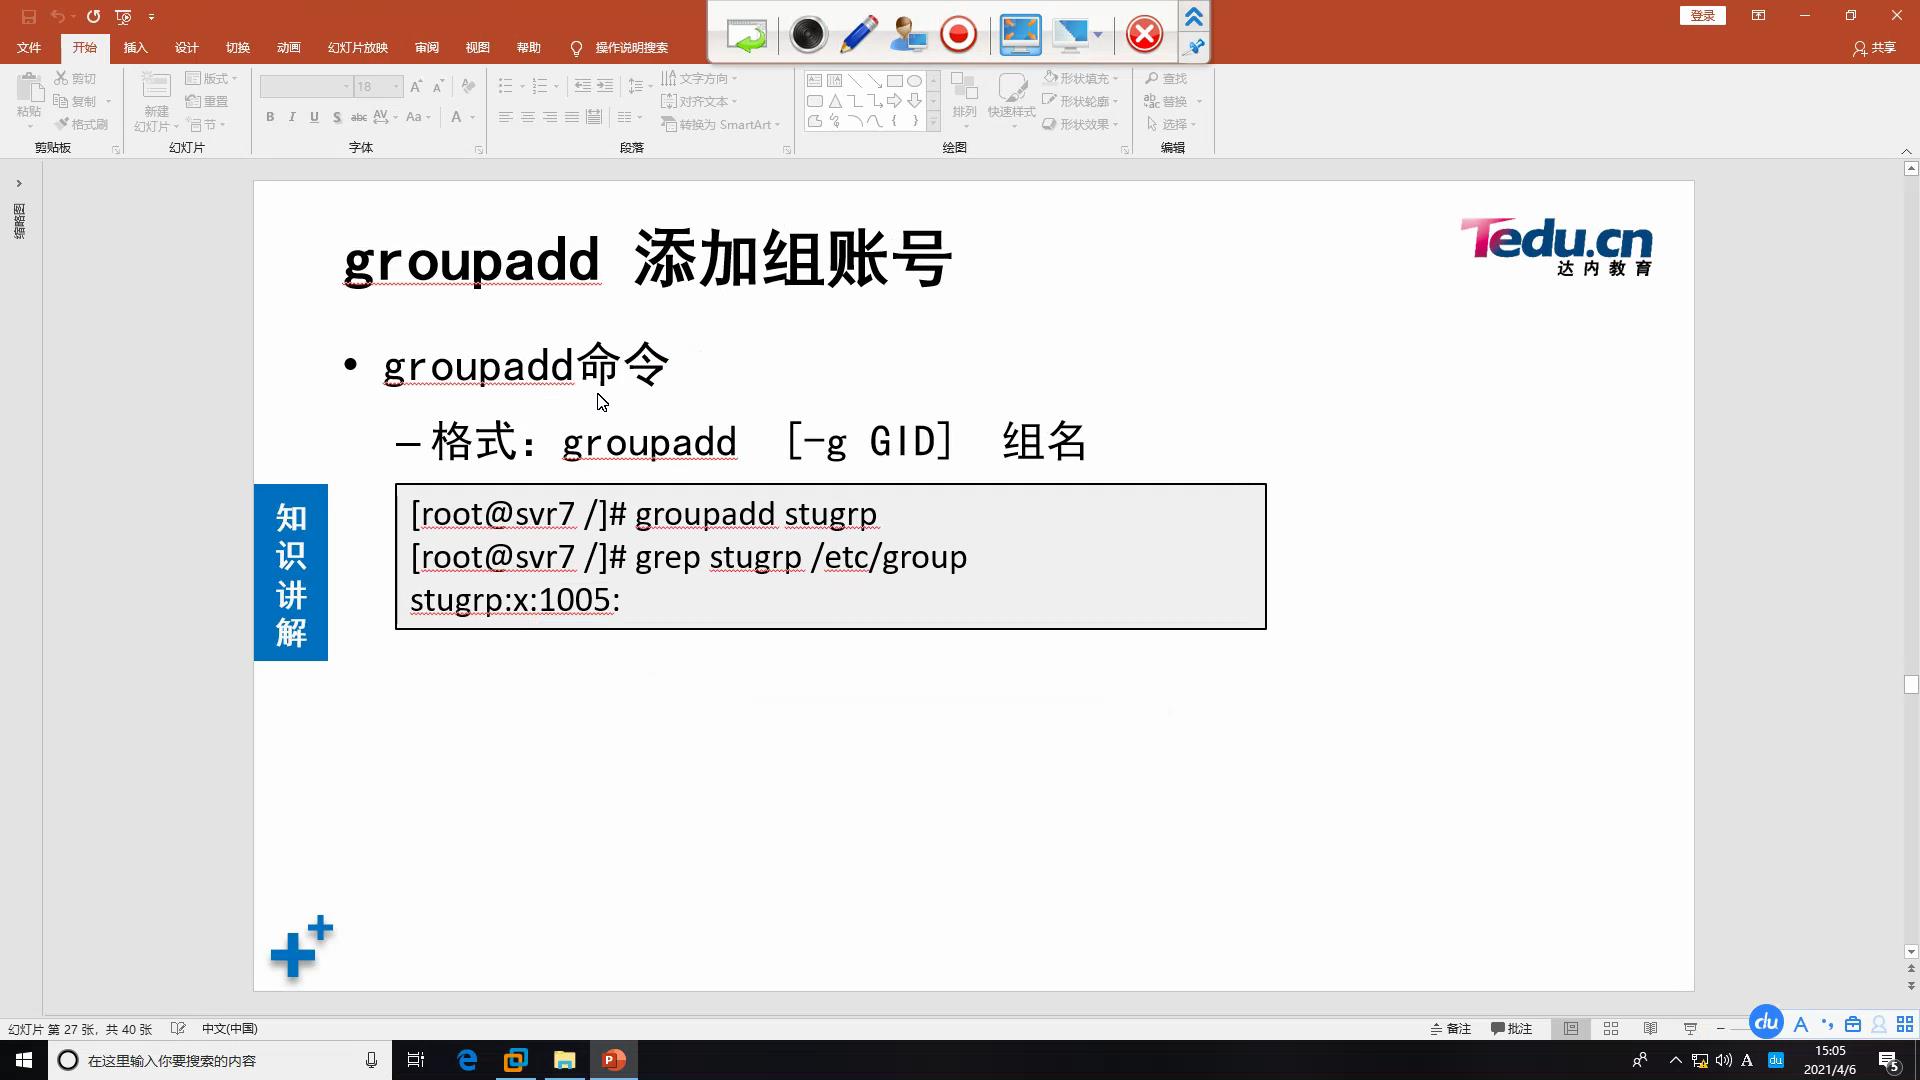 登录
文件 开始 插入 设计 切换 动画 幻灯片放映 审阅 视图 帮助 操作说明搜索
共享
粘贴 剪切 复制 格式刷
新建 幻灯片 版式 重置 节
18
B I U S abc AV Aa A
文字方向
对齐文本
转换为 SmartArt
排列 快速样式
形状填充
形状轮廓
形状效果
查找
替换
选择
剪贴板 幻灯片 字体 段落 绘图 编辑
缩略图
groupadd 添加组账号
Tedu.cn
达内教育
• groupadd命令
– 格式：groupadd [-g GID] 组名
知识讲解
[root@svr7 /]# groupadd stugrp
[root@svr7 /]# grep stugrp /etc/group
stugrp:x:1005:
幻灯片 第 27 张，共 40 张 中文(中国)
备注 批注
du A
在这里输入你要搜索的内容
A du
15:05
2021/4/6
5